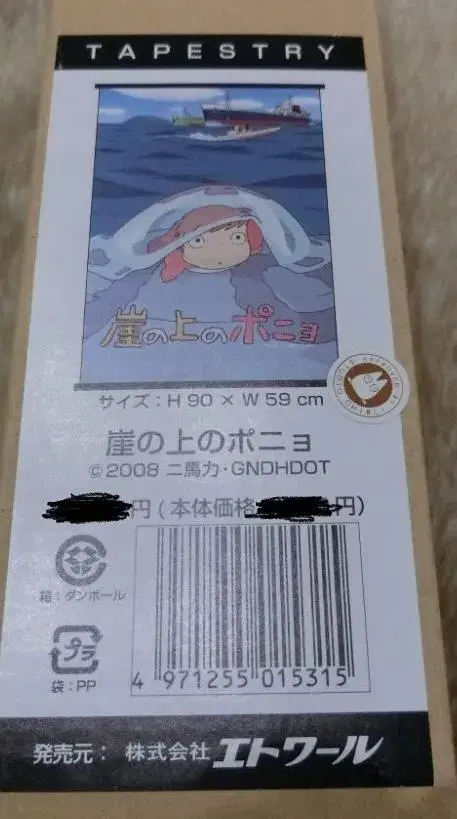 TAPESTRY
崖の上のポニョ
サイズ：H 90 × W 59 cm
崖の上のポニョ
©2008 二馬力・GNDHDDT
円（本体価格 円）
箱：ダンボール
プラ
袋：PP
4 971255 015315
発売元： 株式会社 エトワール